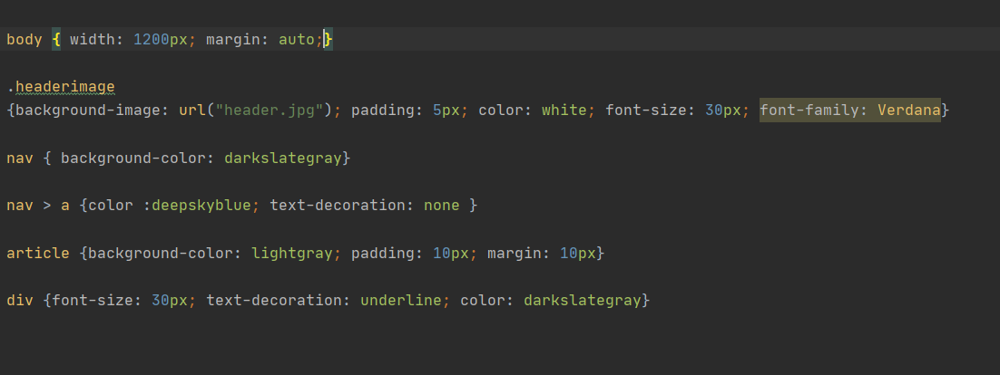 body { width: 1200px; margin: auto;}
.headerimage
{background-image: url("header.jpg"); padding: 5px; color: white; font-size: 30px; font-family: Verdana}
nav { background-color: darkslategray}
nav > a {color :deepskyblue; text-decoration: none }
article {background-color: lightgray; padding: 10px; margin: 10px}
div {font-size: 30px; text-decoration: underline; color: darkslategray}